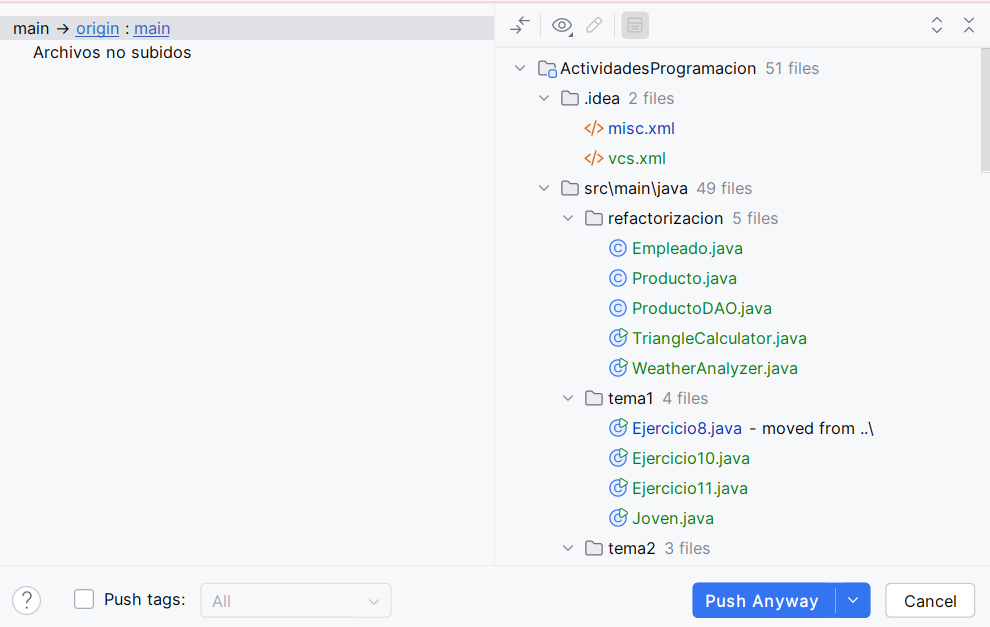 main → origin : main
Archivos no subidos
ActividadesProgramacion 51 files
.idea 2 files
</> misc.xml
</> vcs.xml
src\main\java 49 files
refactorizacion 5 files
C Empleado.java
C Producto.java
C ProductoDAO.java
C TriangleCalculator.java
C WeatherAnalyzer.java
tema1 4 files
C Ejercicio8.java - moved from ..\
C Ejercicio10.java
C Ejercicio11.java
C Joven.java
tema2 3 files
? Push tags: All Push Anyway Cancel